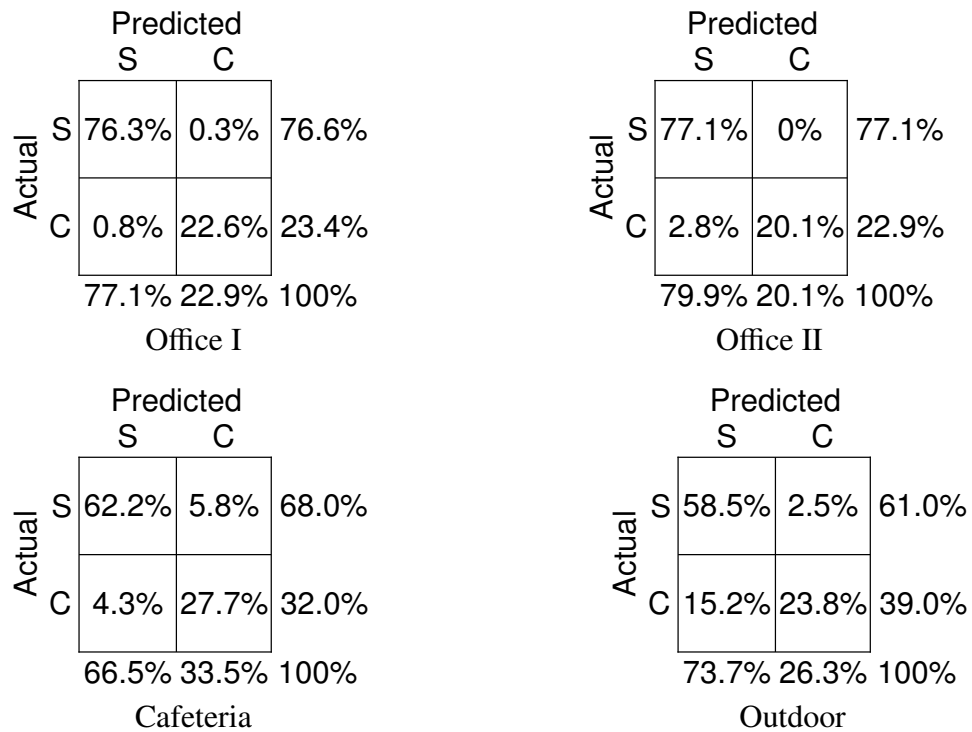 Predicted
S C
Actual
S 76.3% 0.3% 76.6%
C 0.8% 22.6% 23.4%
77.1% 22.9% 100%
Office I
Predicted
S C
Actual
S 77.1% 0% 77.1%
C 2.8% 20.1% 22.9%
79.9% 20.1% 100%
Office II
Predicted
S C
Actual
S 62.2% 5.8% 68.0%
C 4.3% 27.7% 32.0%
66.5% 33.5% 100%
Cafeteria
Predicted
S C
Actual
S 58.5% 2.5% 61.0%
C 15.2% 23.8% 39.0%
73.7% 26.3% 100%
Outdoor